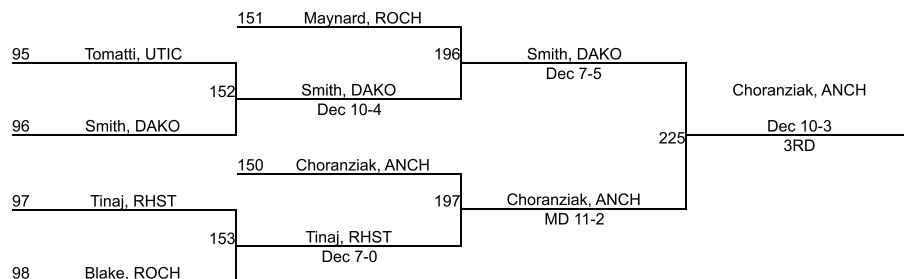 151 Maynard, ROCH
95 Tomatti, UTIC
196 Smith, DAKO
Dec 7-5
152 Smith, DAKO
Dec 10-4
Choranziak, ANCH
96 Smith, DAKO
Dec 10-3
225
3RD
150 Choranziak, ANCH
97 Tinaj, RHST
197 Choranziak, ANCH
MD 11-2
153 Tinaj, RHST
Dec 7-0
98 Blake, ROCH